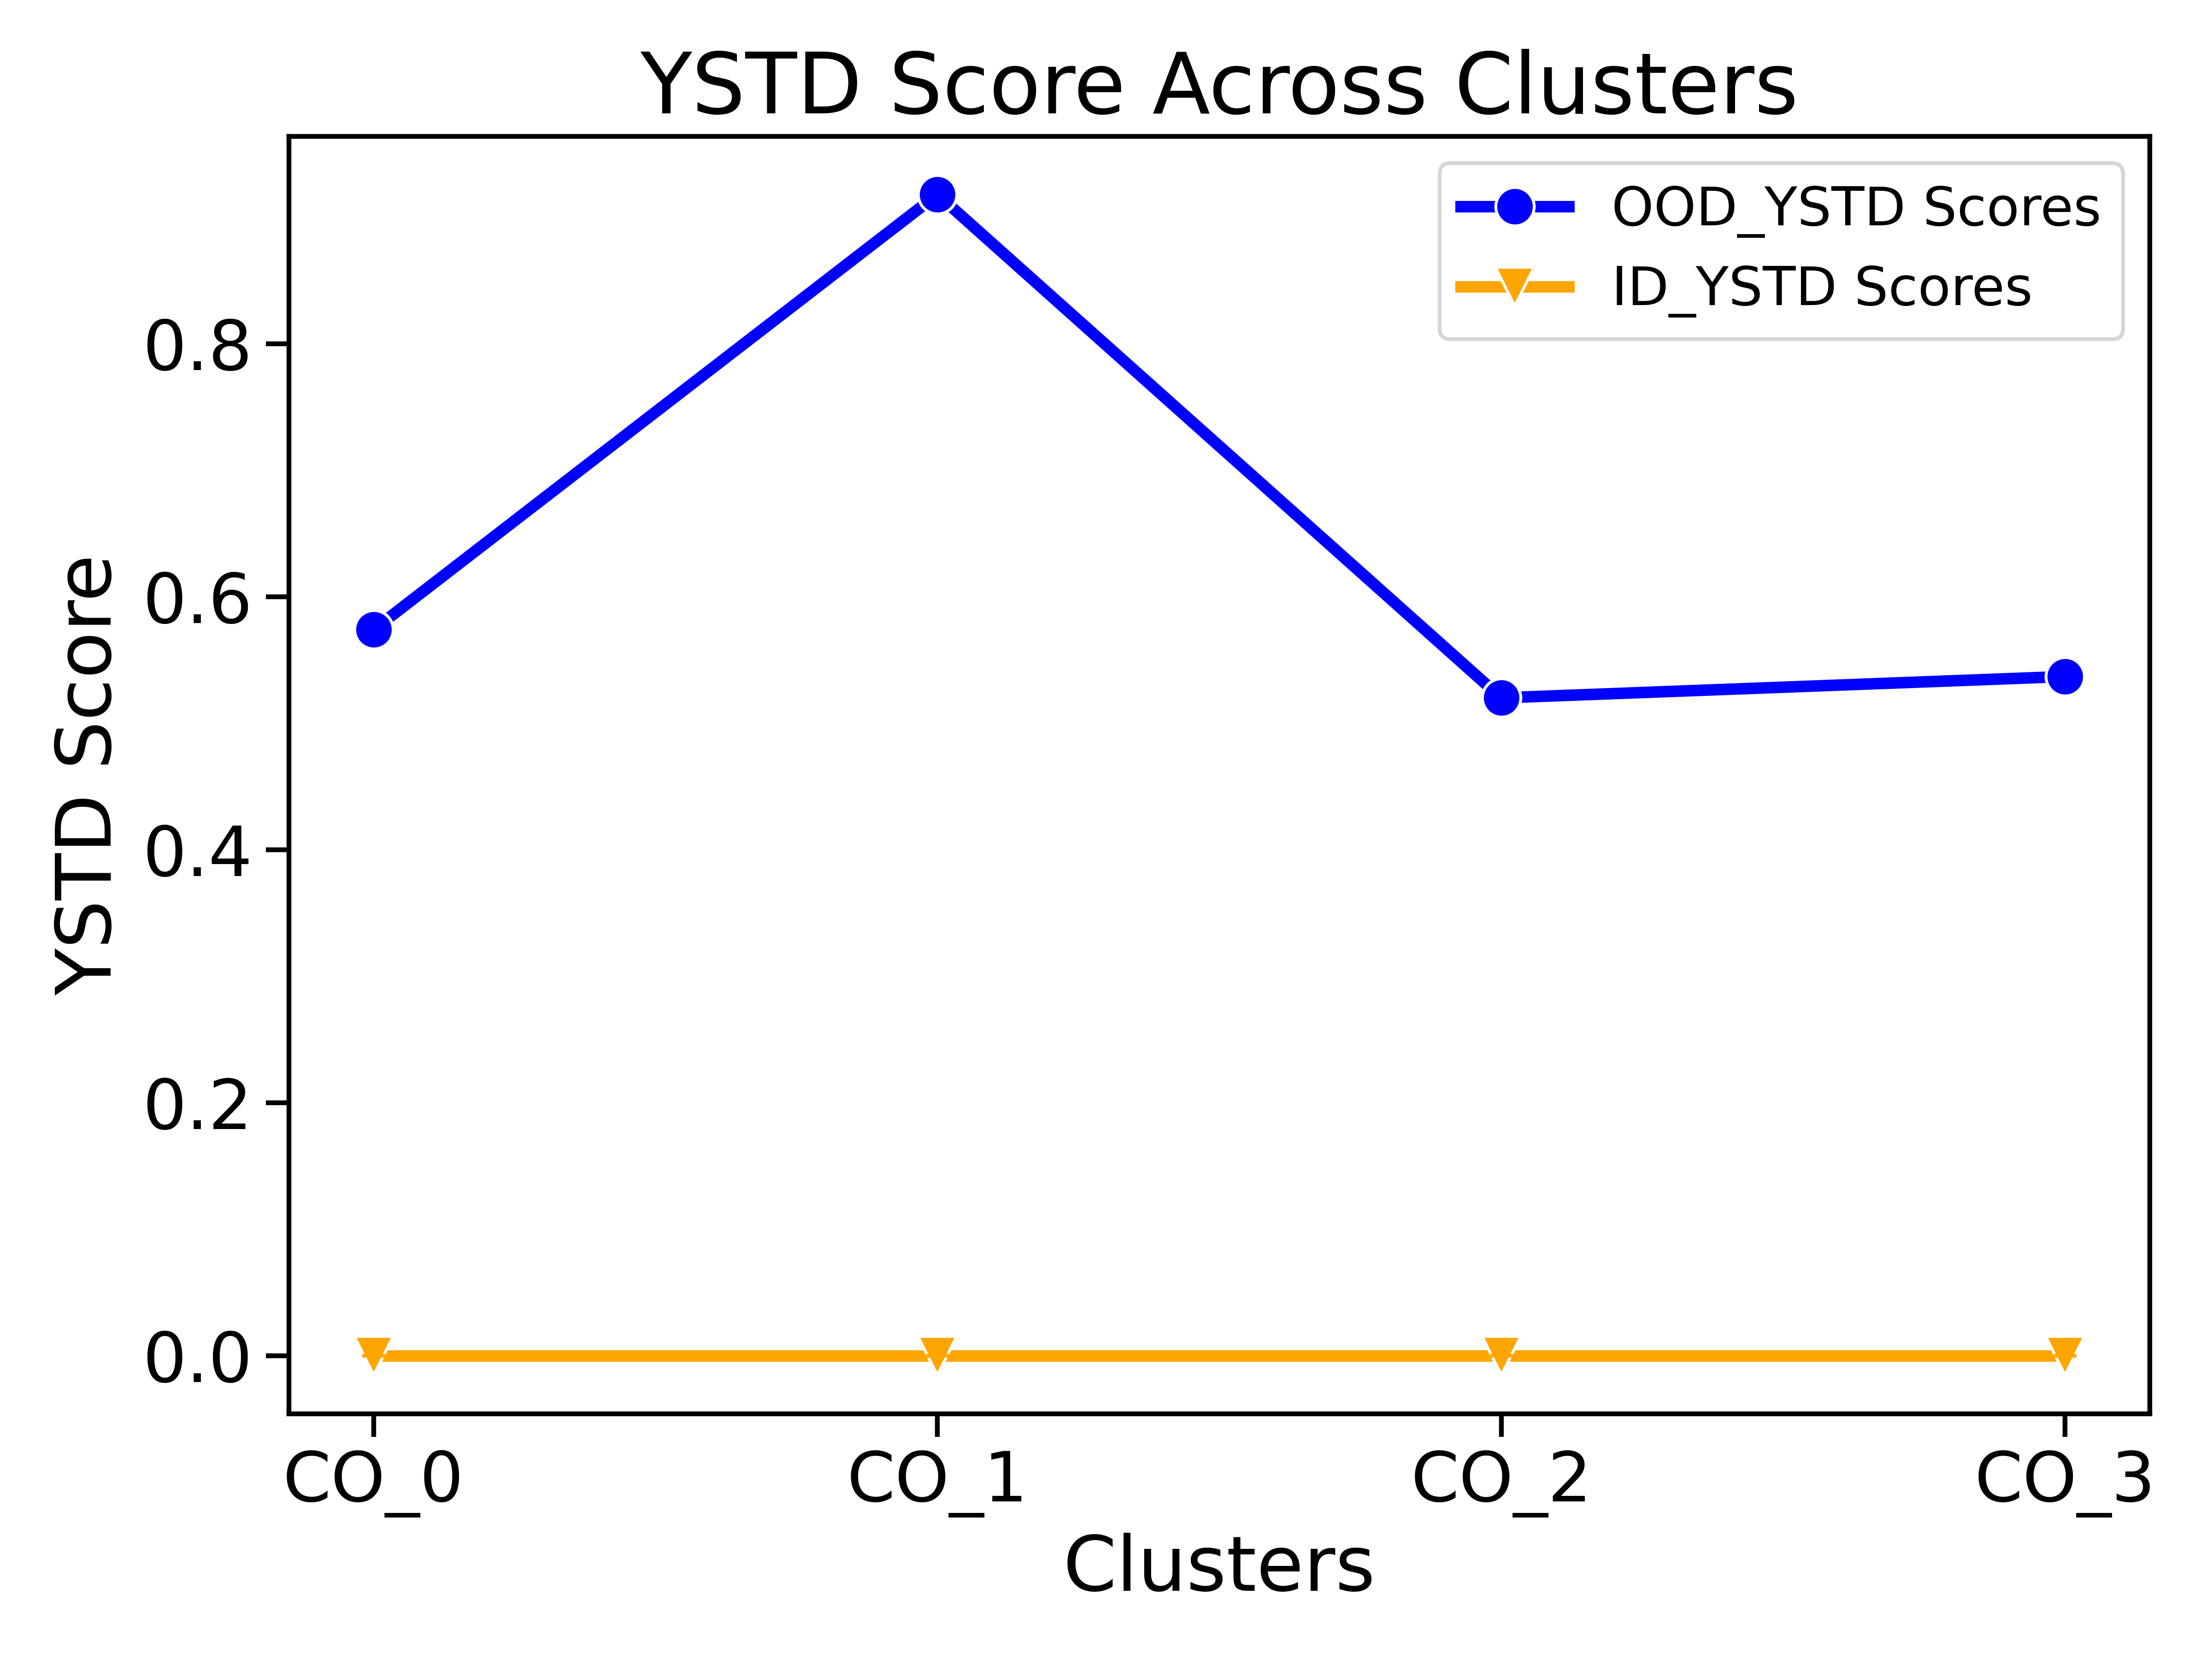 YSTD Score Across Clusters
OOD_YSTD Scores
ID_YSTD Scores
YSTD Score
0.8
0.6
0.4
0.2
0.0
CO_0 CO_1 CO_2 CO_3
Clusters